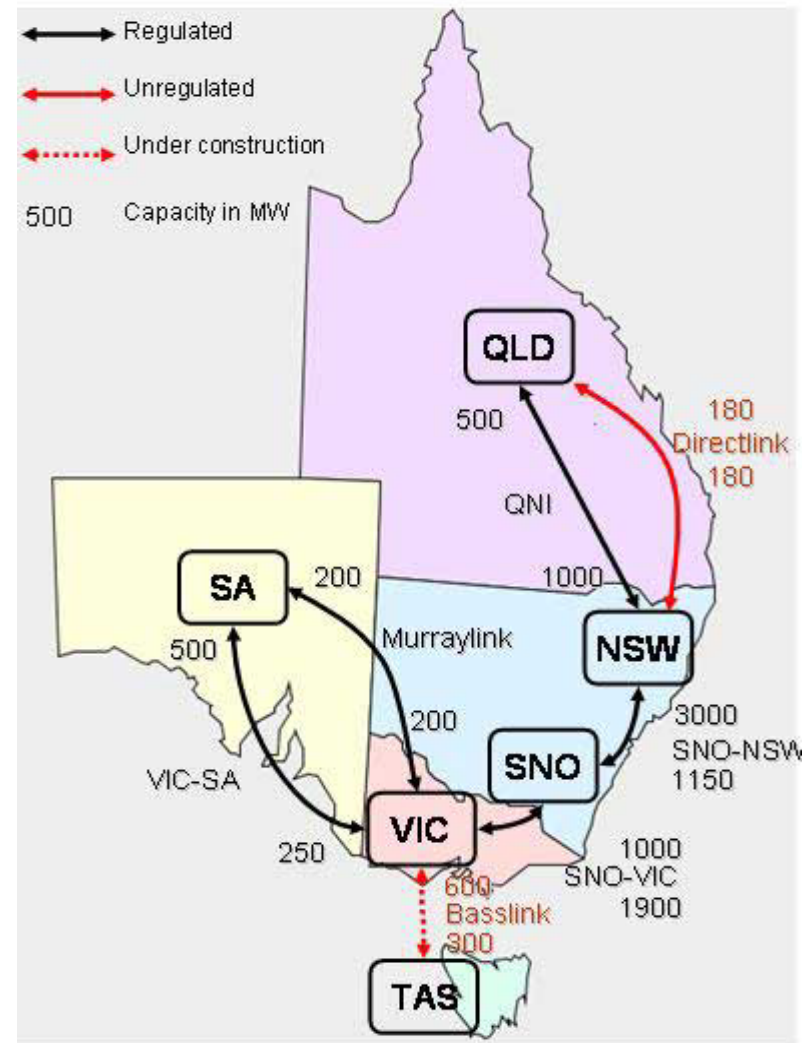 Regulated
Unregulated
Under construction
500 Capacity in MW
QLD
500
180
Directlink
180
QNI
SA
200
1000
500
Murraylink
NSW
200
3000
SNO
SNO-NSW
VIC-SA
1150
VIC
250
1000
600
SNO-VIC
Basslink
1900
300
TAS